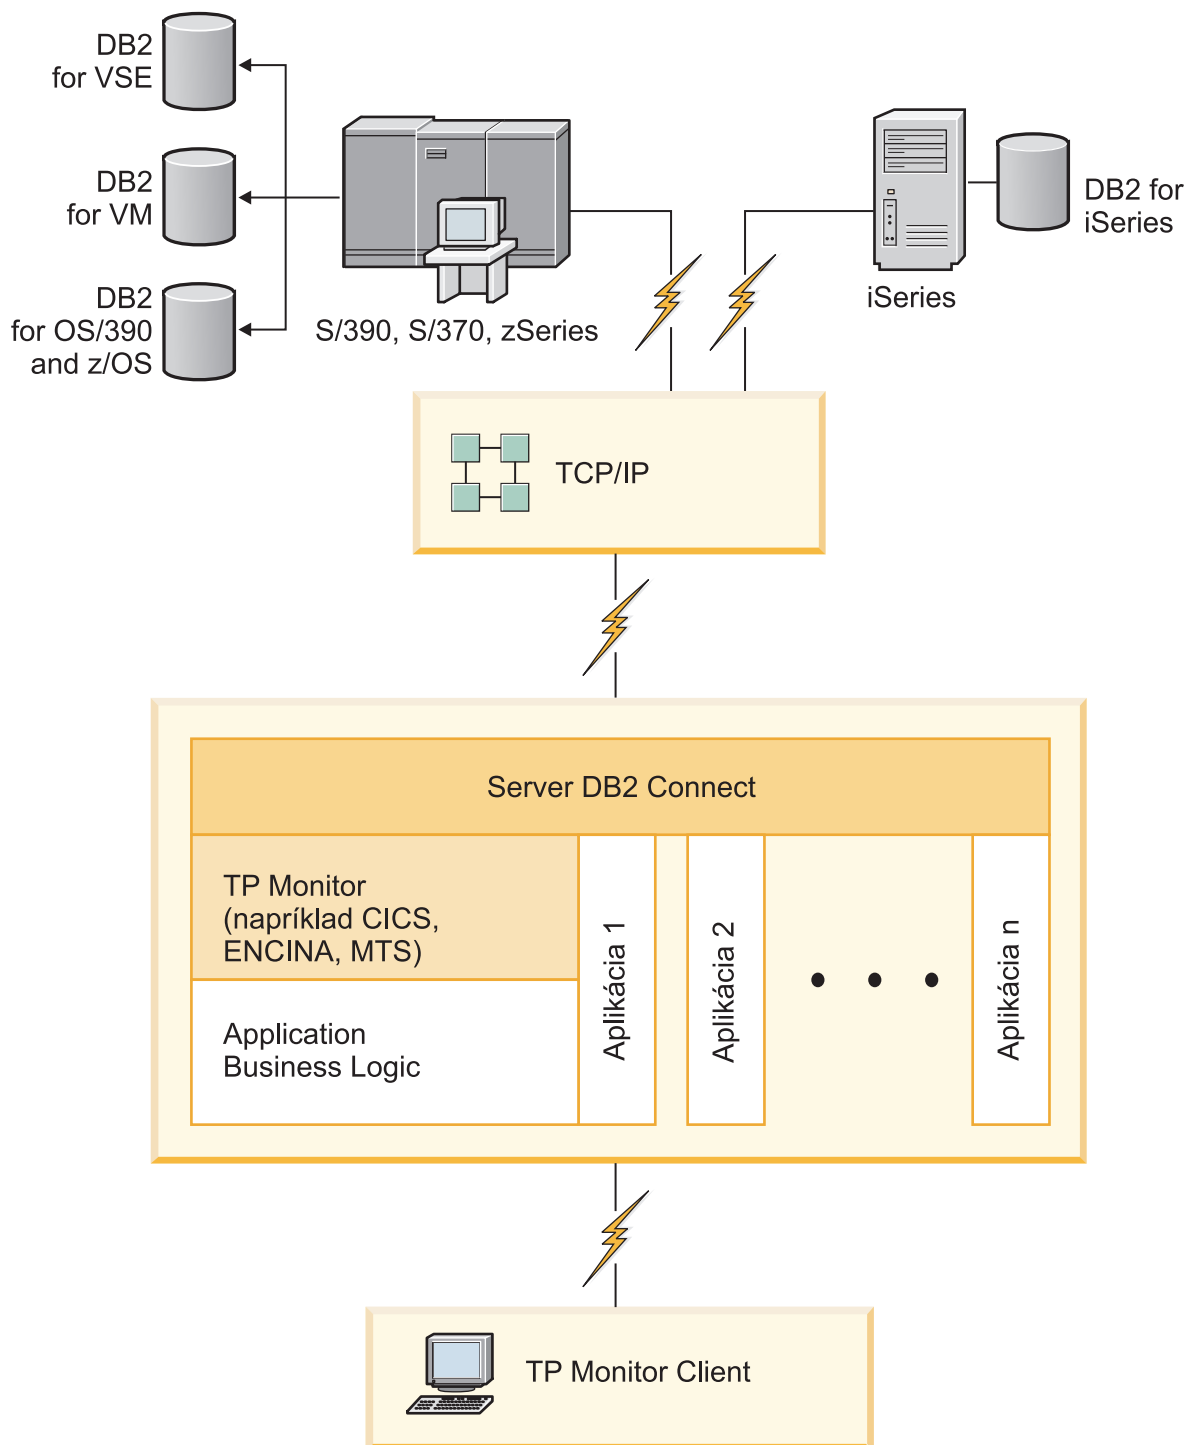 DB2
for VSE
DB2
for VM
DB2
for OS/390
and z/OS
S/390, S/370, zSeries
iSeries
DB2 for
iSeries
TCP/IP
Server DB2 Connect
TP Monitor
(napríklad CICS,
ENCINA, MTS)
Application
Business Logic
Aplikácia 1
Aplikácia 2
Aplikácia n
TP Monitor Client